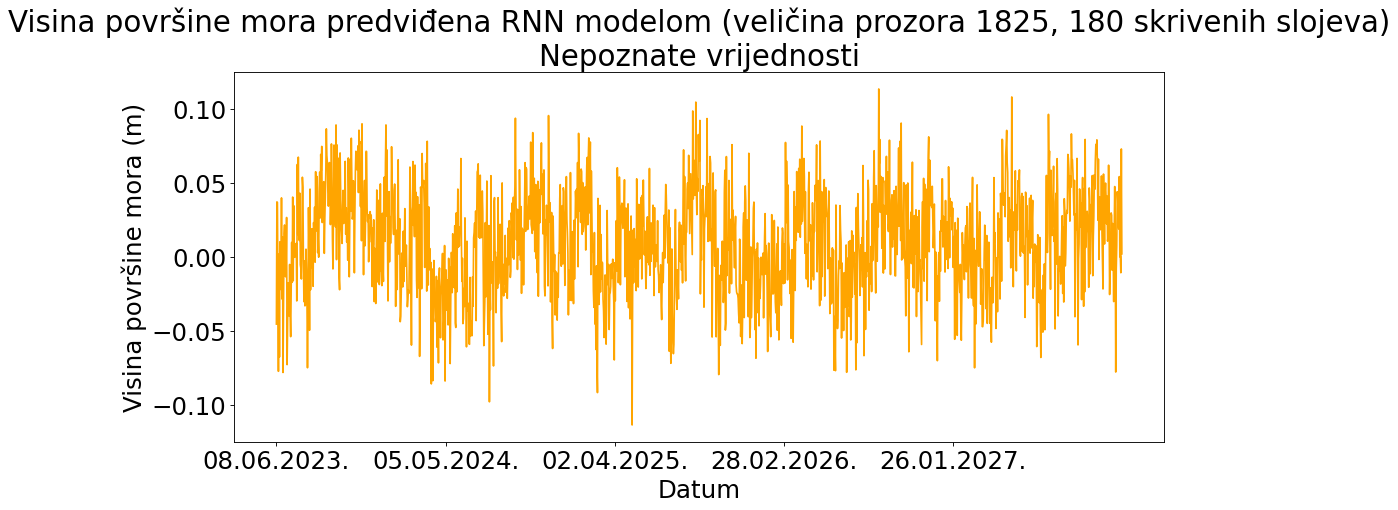 Visina površine mora predviđena RNN modelom (veličina prozora 1825, 180 skrivenih slojeva)
Nepoznate vrijednosti
Visina površine mora (m)
0.10
0.05
0.00
−0.05
−0.10
08.06.2023. 05.05.2024. 02.04.2025. 28.02.2026. 26.01.2027.
Datum